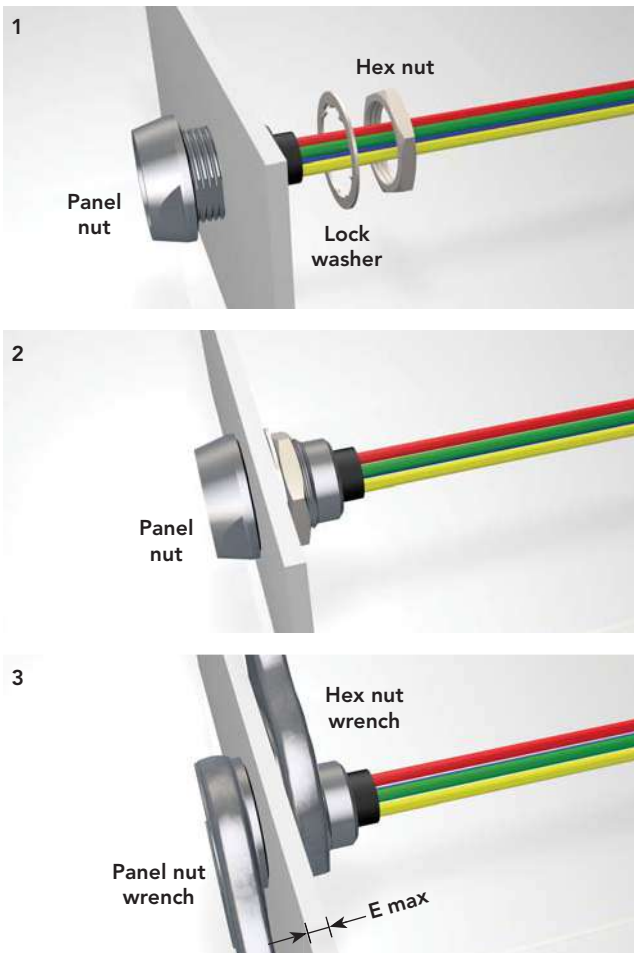 1
Hex nut
Panel
nut
Lock
washer
2
Panel
nut
3
Hex nut
wrench
Panel nut
wrench
E max